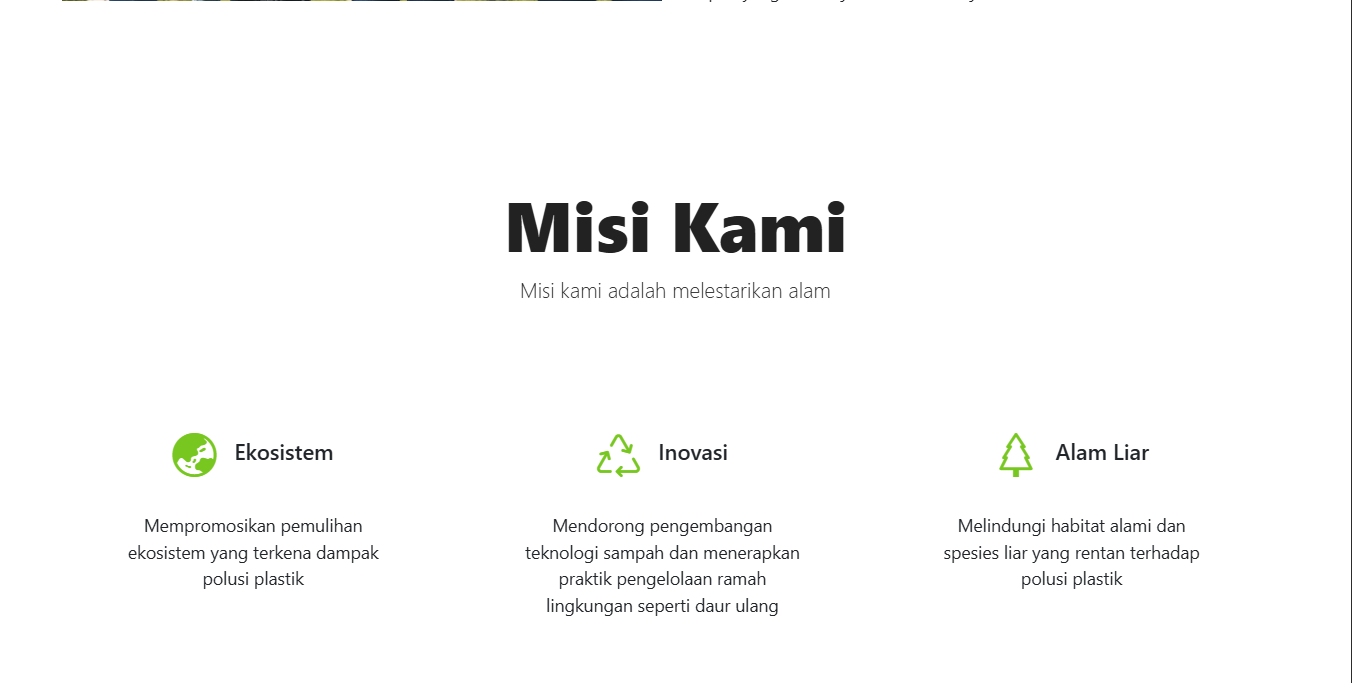 Misi Kami
Misi kami adalah melestarikan alam
Ekosistem
Mempromosikan pemulihan
ekosistem yang terkena dampak
polusi plastik
Inovasi
Mendorong pengembangan
teknologi sampah dan menerapkan
praktik pengelolaan ramah
lingkungan seperti daur ulang
Alam Liar
Melindungi habitat alami dan
spesies liar yang rentan terhadap
polusi plastik